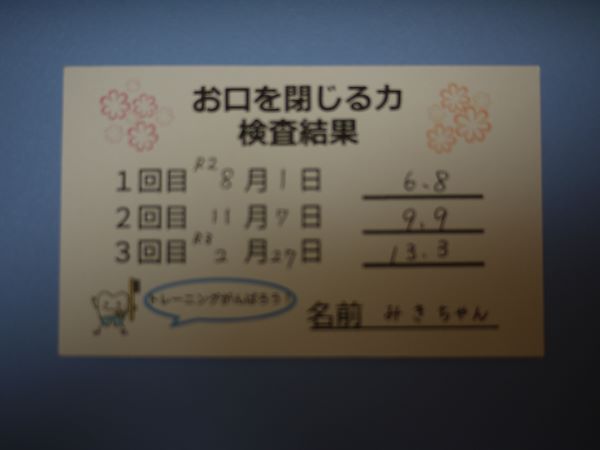 お口を閉じる力
検査結果
1回目 R2 8月1日 6.8
2回目 11月7日 9.9
3回目 R3 2月27日 13.3
トレーニングがんばろう!
名前 みきちゃん